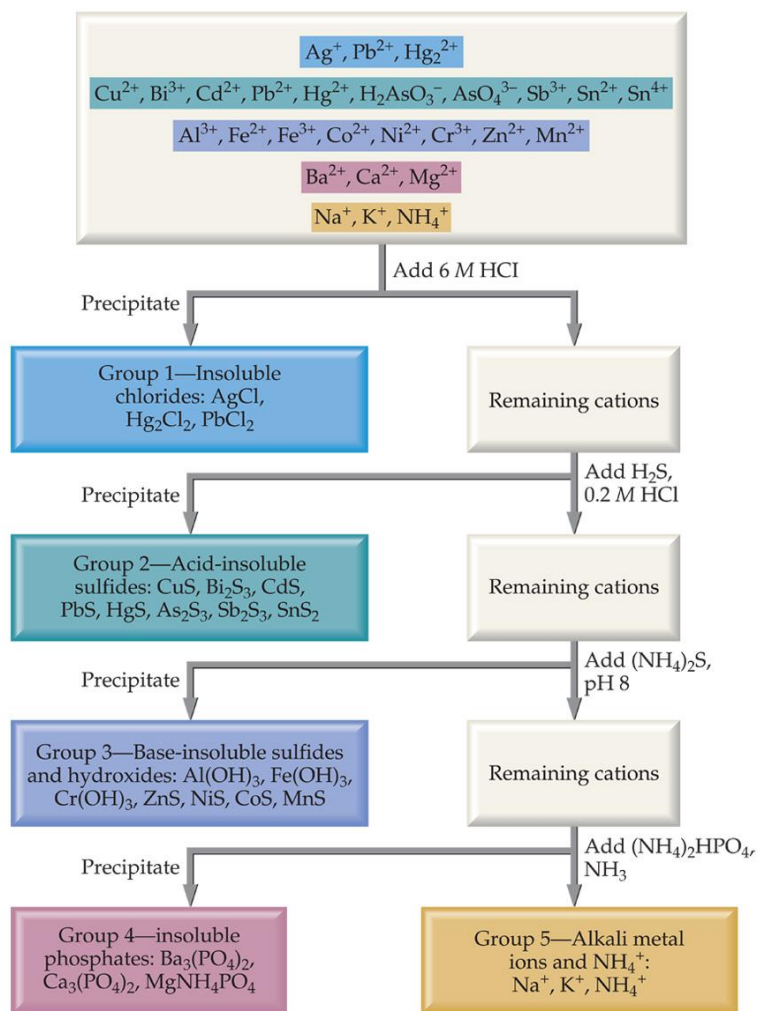 Ag⁺, Pb²⁺, Hg₂²⁺
Cu²⁺, Bi³⁺, Cd²⁺, Pb²⁺, Hg²⁺, H₂AsO₃⁻, AsO₄³⁻, Sb³⁺, Sn²⁺, Sn⁴⁺
Al³⁺, Fe²⁺, Fe³⁺, Co²⁺, Ni²⁺, Cr³⁺, Zn²⁺, Mn²⁺
Ba²⁺, Ca²⁺, Mg²⁺
Na⁺, K⁺, NH₄⁺
Add 6 M HCl
Precipitate
Group 1—Insoluble
chlorides: AgCl,
Hg₂Cl₂, PbCl₂
Remaining cations
Add H₂S,
0.2 M HCl
Precipitate
Group 2—Acid-insoluble
sulfides: CuS, Bi₂S₃, CdS,
PbS, HgS, As₂S₃, Sb₂S₃, SnS₂
Remaining cations
Add (NH₄)₂S,
pH 8
Precipitate
Group 3—Base-insoluble sulfides
and hydroxides: Al(OH)₃, Fe(OH)₃,
Cr(OH)₃, ZnS, NiS, CoS, MnS
Remaining cations
Add (NH₄)₂HPO₄,
NH₃
Precipitate
Group 4—insoluble
phosphates: Ba₃(PO₄)₂,
Ca₃(PO₄)₂, MgNH₄PO₄
Group 5—Alkali metal
ions and NH₄⁺:
Na⁺, K⁺, NH₄⁺